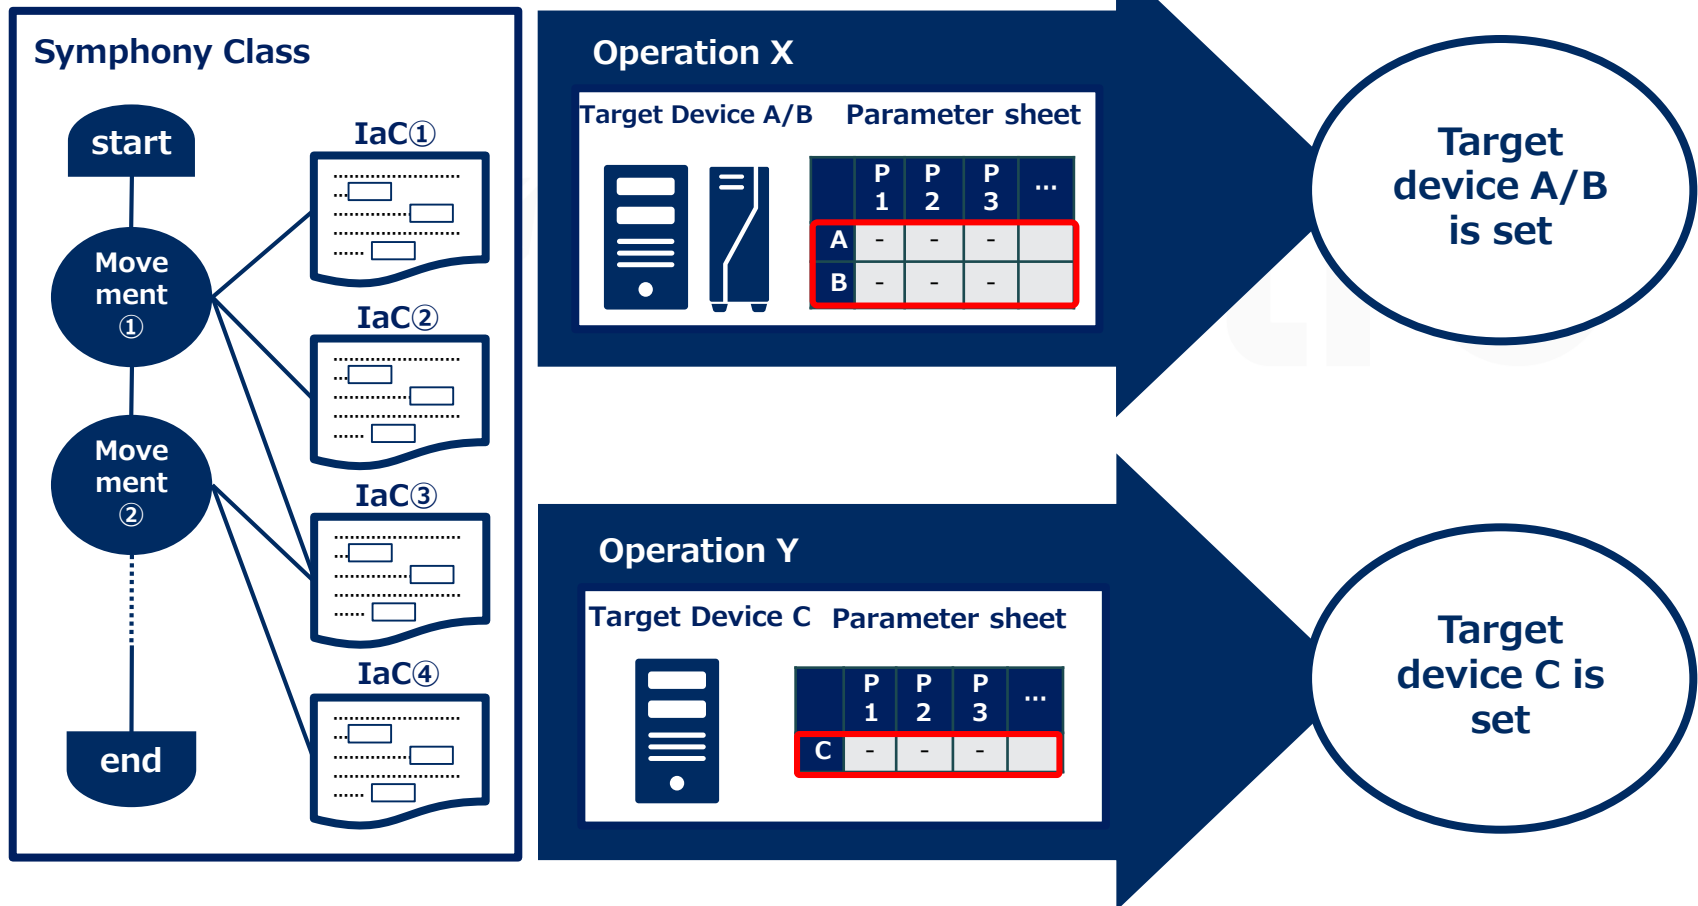 Symphony Class
start
Move
ment
①
Move
ment
②
end
IaC①
IaC②
IaC③
IaC④
Operation X
Target Device A/B
Parameter sheet
P P P ...
1 2 3
A - - -
B - - -
Target
device A/B
is set
Operation Y
Target Device C
Parameter sheet
P P P ...
1 2 3
C - - -
Target
device C is
set